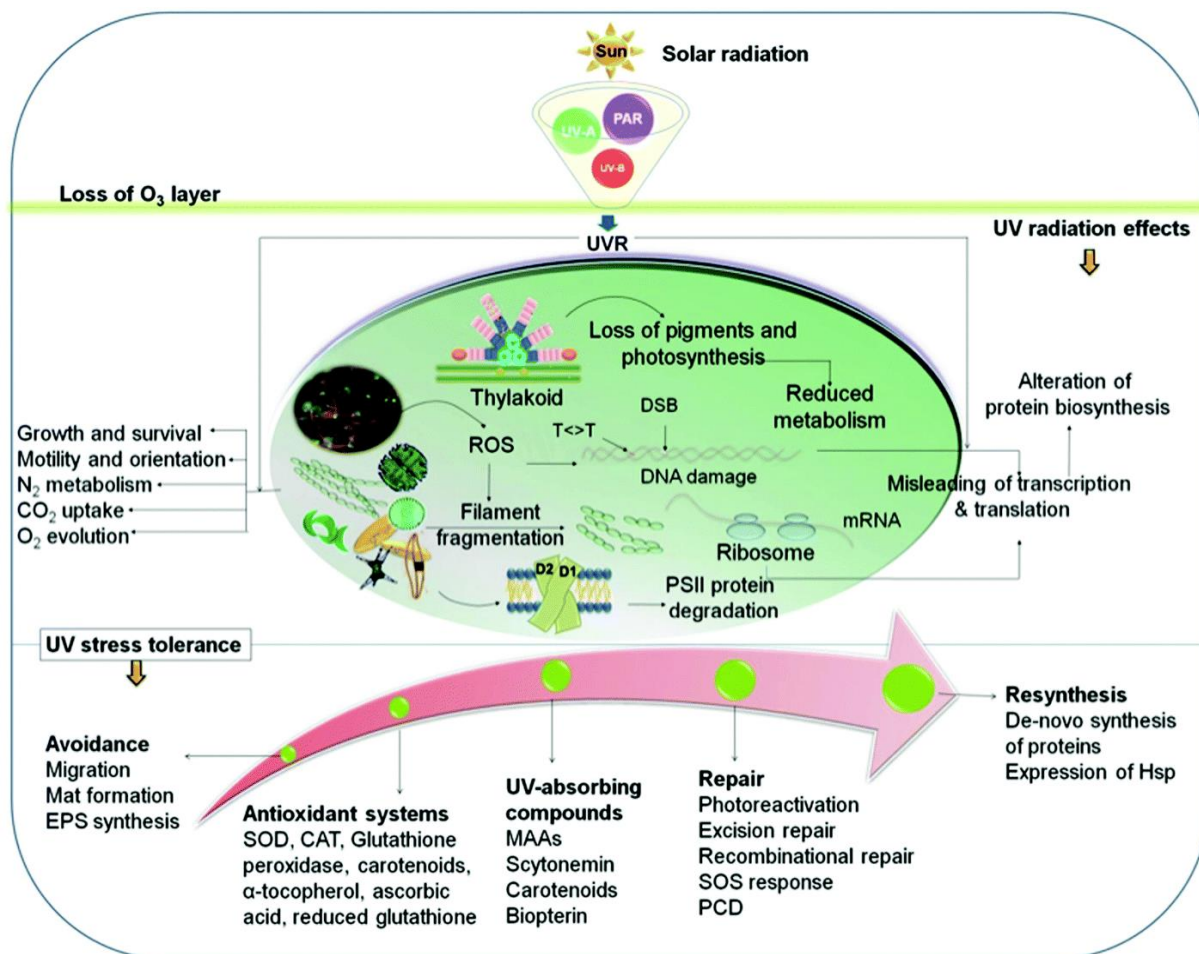 Sun
Solar radiation
UV-A
PAR
UV-B
Loss of O₃ layer
UVR
UV radiation effects
Thylakoid
Loss of pigments and
photosynthesis
Reduced
metabolism
Alteration of
protein biosynthesis
Growth and survival
Motility and orientation
N₂ metabolism
CO₂ uptake
O₂ evolution
ROS
T<>T
DSB
DNA damage
Misleading of transcription
& translation
Filament
fragmentation
mRNA
Ribosome
D2
D1
PSII protein
degradation
UV stress tolerance
Avoidance
Migration
Mat formation
EPS synthesis
Antioxidant systems
SOD, CAT, Glutathione
peroxidase, carotenoids,
α-tocopherol, ascorbic
acid, reduced glutathione
UV-absorbing
compounds
MAAs
Scytonemin
Carotenoids
Biopterin
Repair
Photoreactivation
Excision repair
Recombinational repair
SOS response
PCD
Resynthesis
De-novo synthesis
of proteins
Expression of Hsp